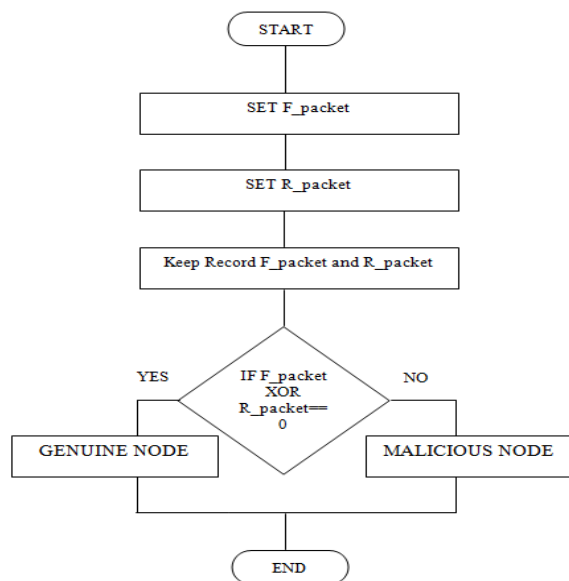 START
SET F_packet
SET R_packet
Keep Record F_packet and R_packet
YES
IF F_packet
XOR
R_packet==
0
NO
GENUINE NODE
MALICIOUS NODE
END